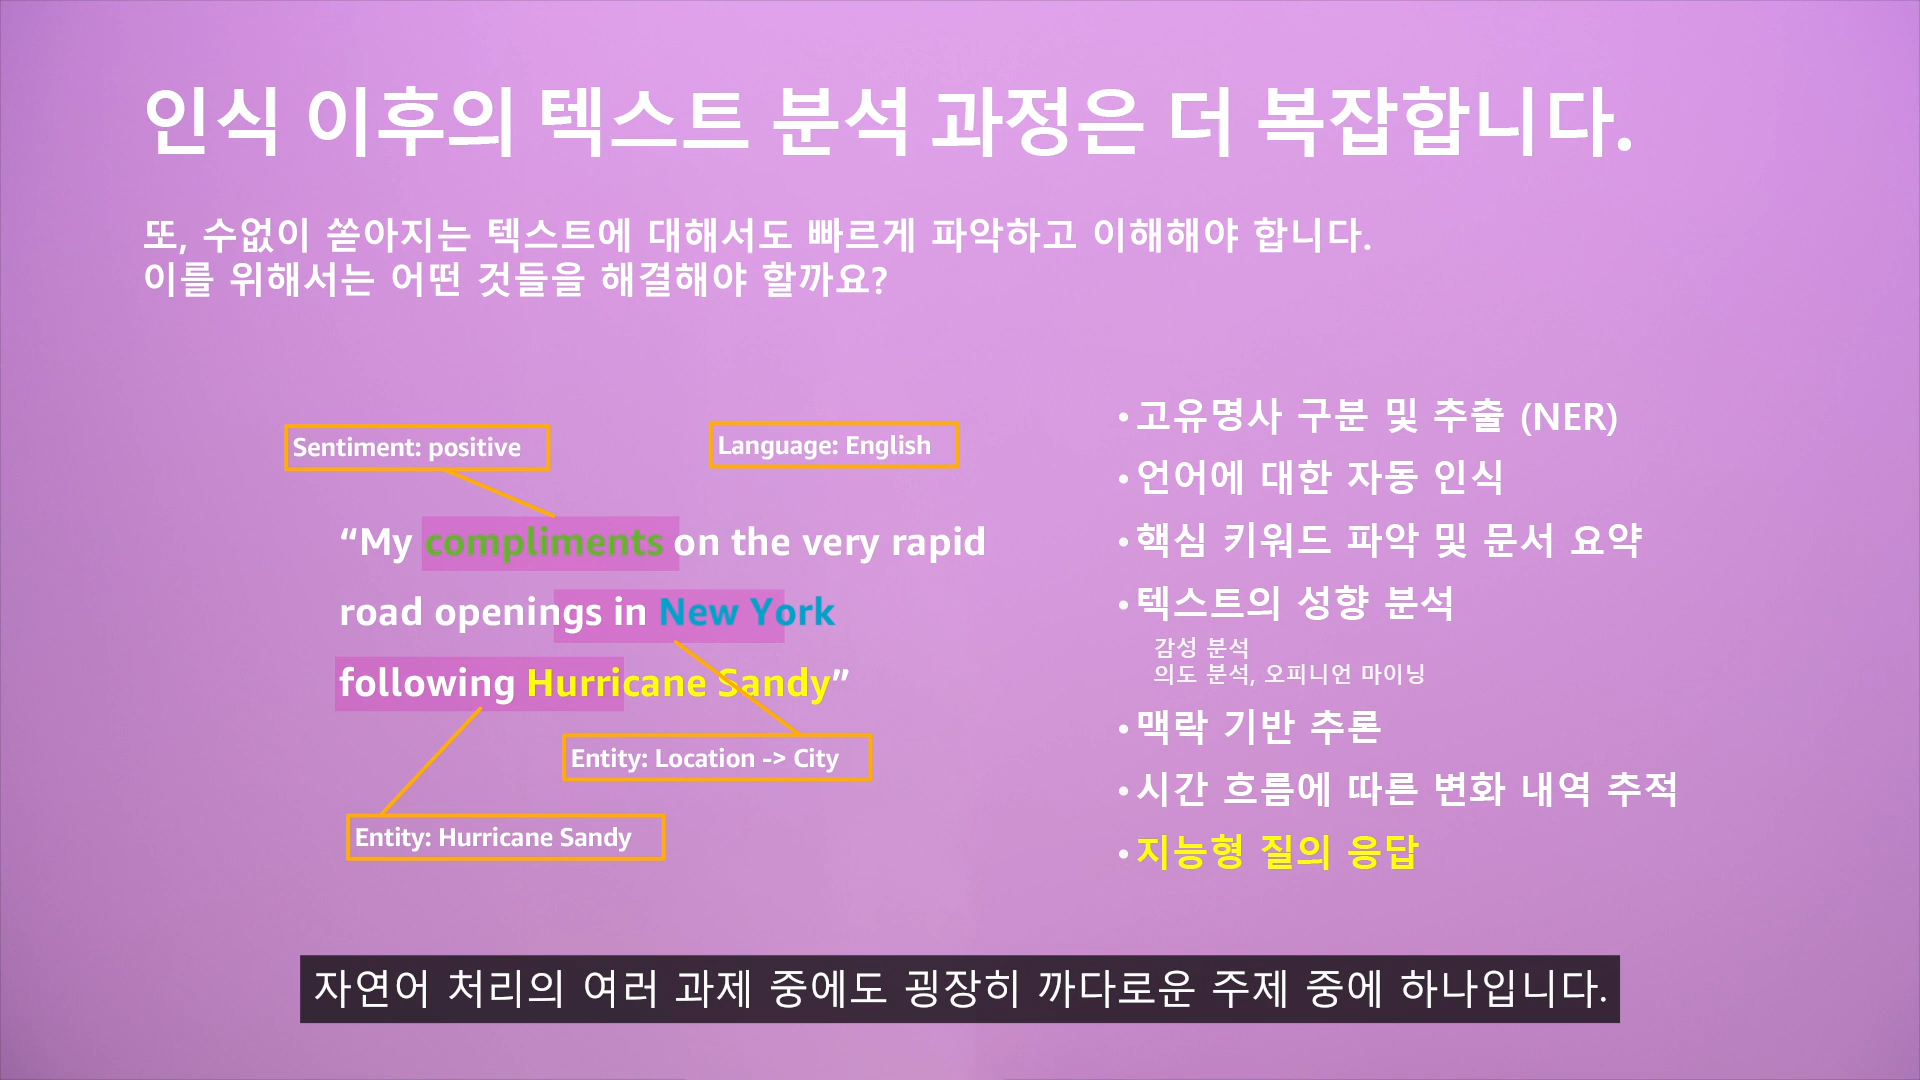 인식 이후의 텍스트 분석 과정은 더 복잡합니다.
또, 수없이 쏟아지는 텍스트에 대해서도 빠르게 파악하고 이해해야 합니다.
이를 위해서는 어떤 것들을 해결해야 할까요?
Sentiment: positive
Language: English
“My compliments on the very rapid
road openings in New York
following Hurricane Sandy”
Entity: Location -> City
Entity: Hurricane Sandy
•고유명사 구분 및 추출 (NER)
•언어에 대한 자동 인식
•핵심 키워드 파악 및 문서 요약
•텍스트의 성향 분석
감성 분석
의도 분석, 오피니언 마이닝
•맥락 기반 추론
•시간 흐름에 따른 변화 내역 추적
•지능형 질의 응답
자연어 처리의 여러 과제 중에도 굉장히 까다로운 주제 중에 하나입니다.